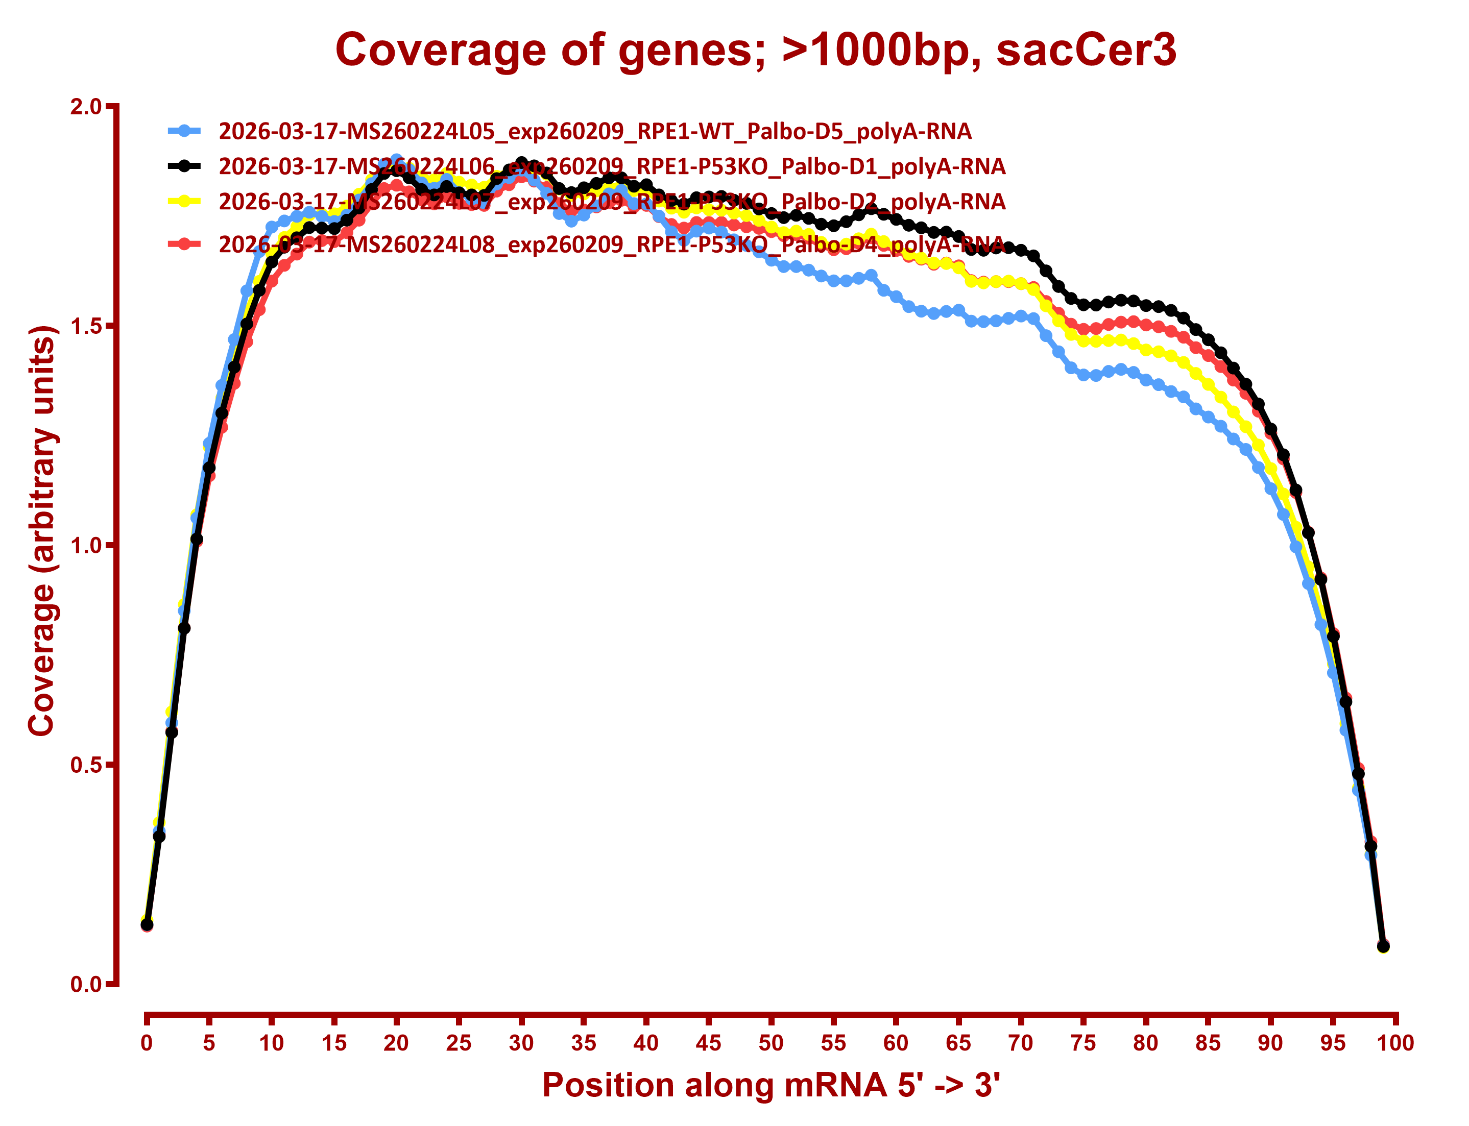 Coverage of genes; >1000bp, sacCer3
2026-03-17-MS260224L05_exp260209_RPE1-WT_Palbo-D5_polyA-RNA
2026-03-17-MS260224L06_exp260209_RPE1-P53KO_Palbo-D1_polyA-RNA
2026-03-17-MS260224L07_exp260209_RPE1-P53KO_Palbo-D2_polyA-RNA
2026-03-17-MS260224L08_exp260209_RPE1-P53KO_Palbo-D4_polyA-RNA
Coverage (arbitrary units)
2.0
1.5
1.0
0.5
0.0
0 5 10 15 20 25 30 35 40 45 50 55 60 65 70 75 80 85 90 95 100
Position along mRNA 5' -> 3'